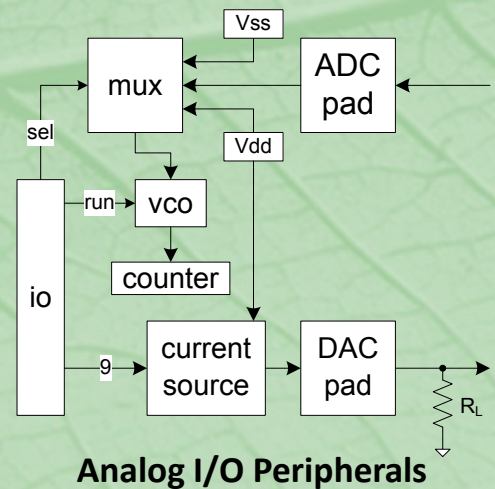 Vss
mux
ADC
pad
sel
Vdd
run
vco
counter
io
9
current
source
DAC
pad
RL
Analog I/O Peripherals